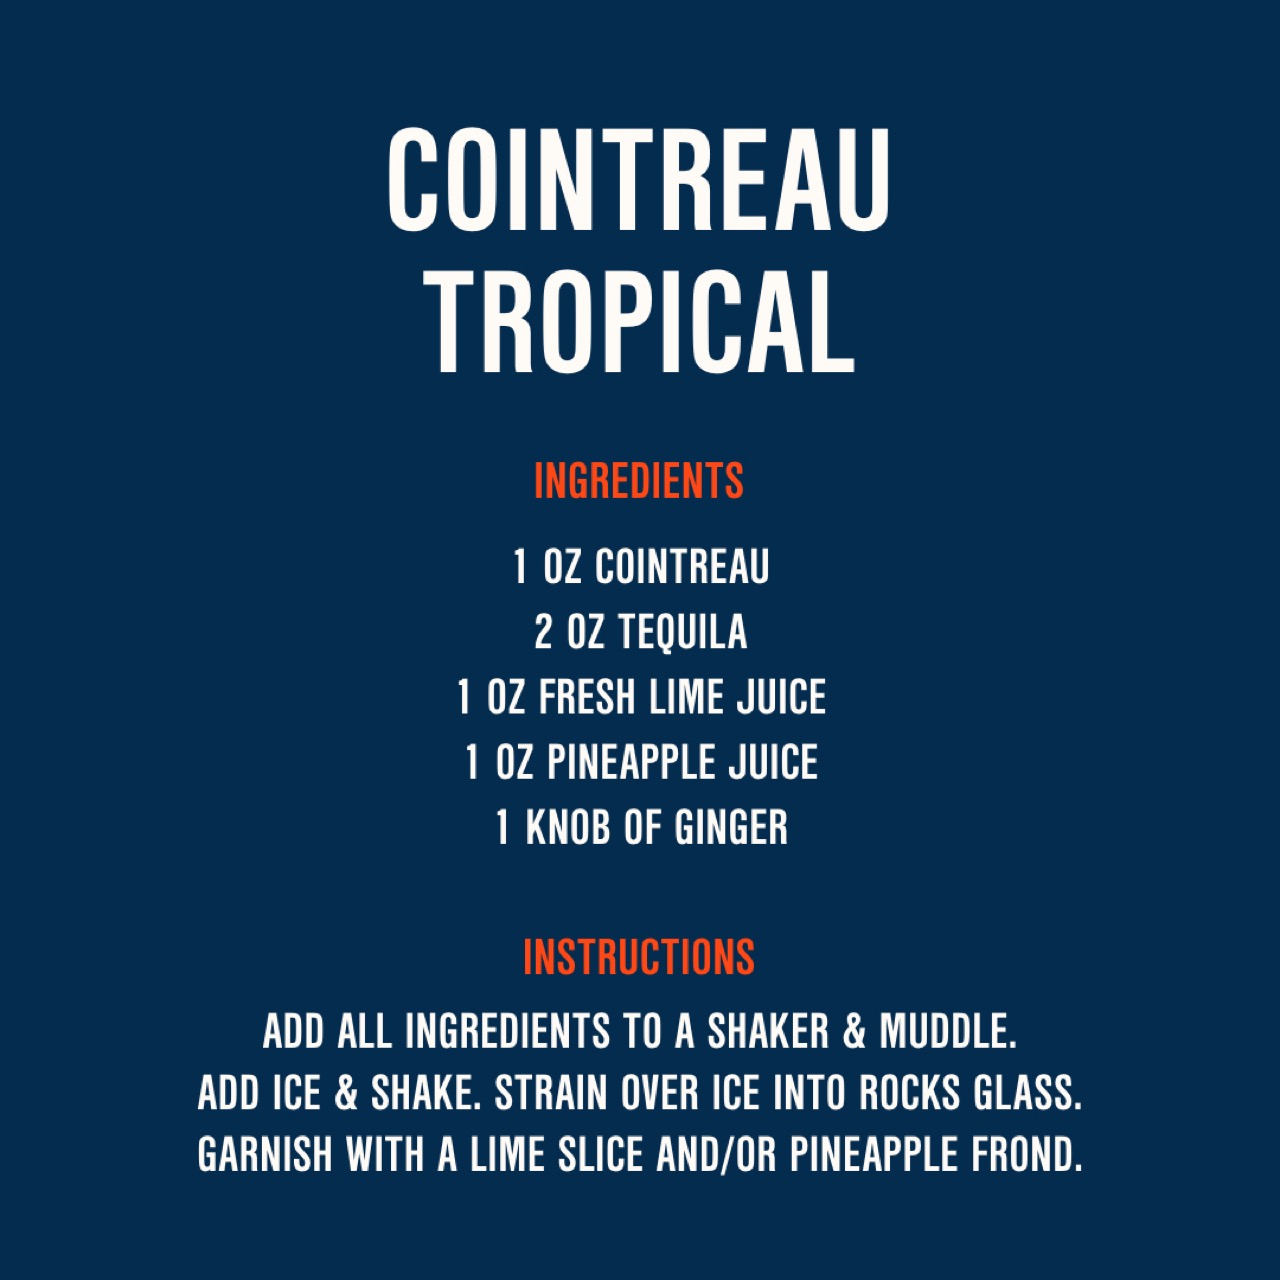 COINTREAU
TROPICAL
INGREDIENTS
1 OZ COINTREAU
2 OZ TEQUILA
1 OZ FRESH LIME JUICE
1 OZ PINEAPPLE JUICE
1 KNOB OF GINGER
INSTRUCTIONS
ADD ALL INGREDIENTS TO A SHAKER & MUDDLE.
ADD ICE & SHAKE. STRAIN OVER ICE INTO ROCKS GLASS.
GARNISH WITH A LIME SLICE AND/OR PINEAPPLE FROND.